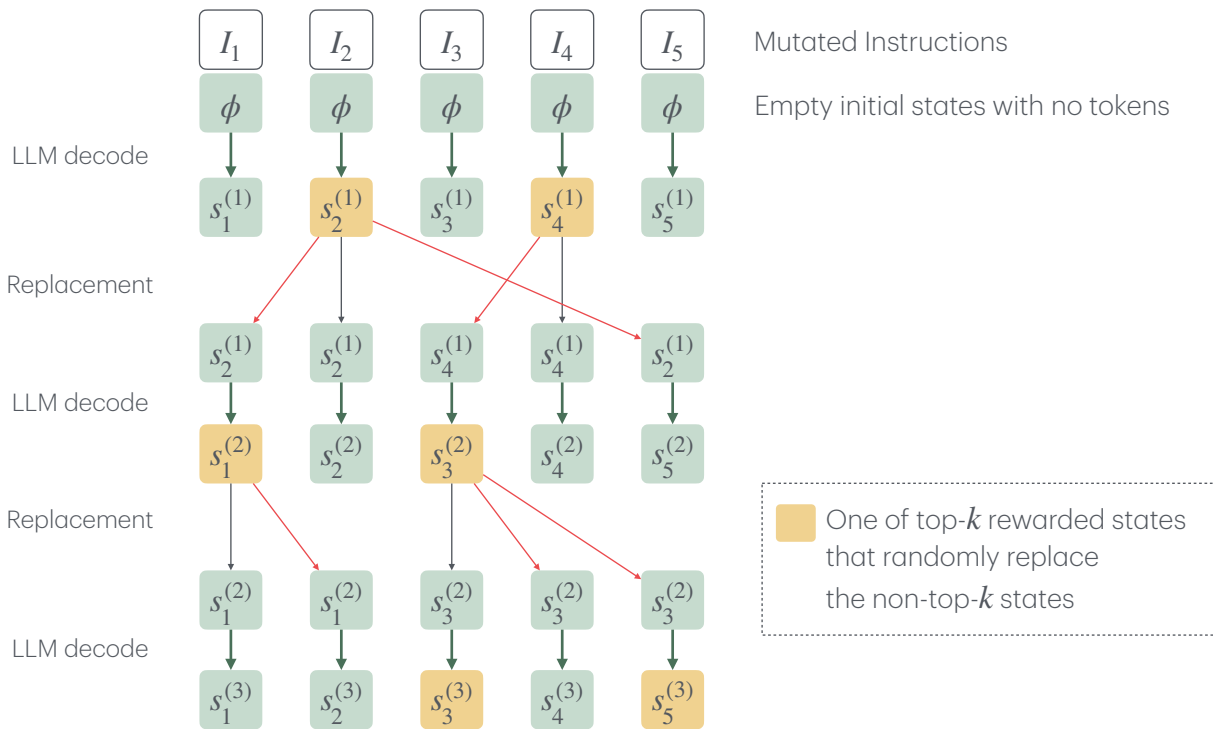 I₁ I₂ I₃ I₄ I₅ Mutated Instructions
ϕ ϕ ϕ ϕ ϕ Empty initial states with no tokens
LLM decode
s₁⁽¹⁾ s₂⁽¹⁾ s₃⁽¹⁾ s₄⁽¹⁾ s₅⁽¹⁾
Replacement
s₂⁽¹⁾ s₂⁽¹⁾ s₄⁽¹⁾ s₄⁽¹⁾ s₂⁽¹⁾
LLM decode
s₁⁽²⁾ s₂⁽²⁾ s₃⁽²⁾ s₄⁽²⁾ s₅⁽²⁾
Replacement
One of top-k rewarded states
that randomly replace
the non-top-k states
s₁⁽²⁾ s₁⁽²⁾ s₃⁽²⁾ s₃⁽²⁾ s₃⁽²⁾
LLM decode
s₁⁽³⁾ s₂⁽³⁾ s₃⁽³⁾ s₄⁽³⁾ s₅⁽³⁾